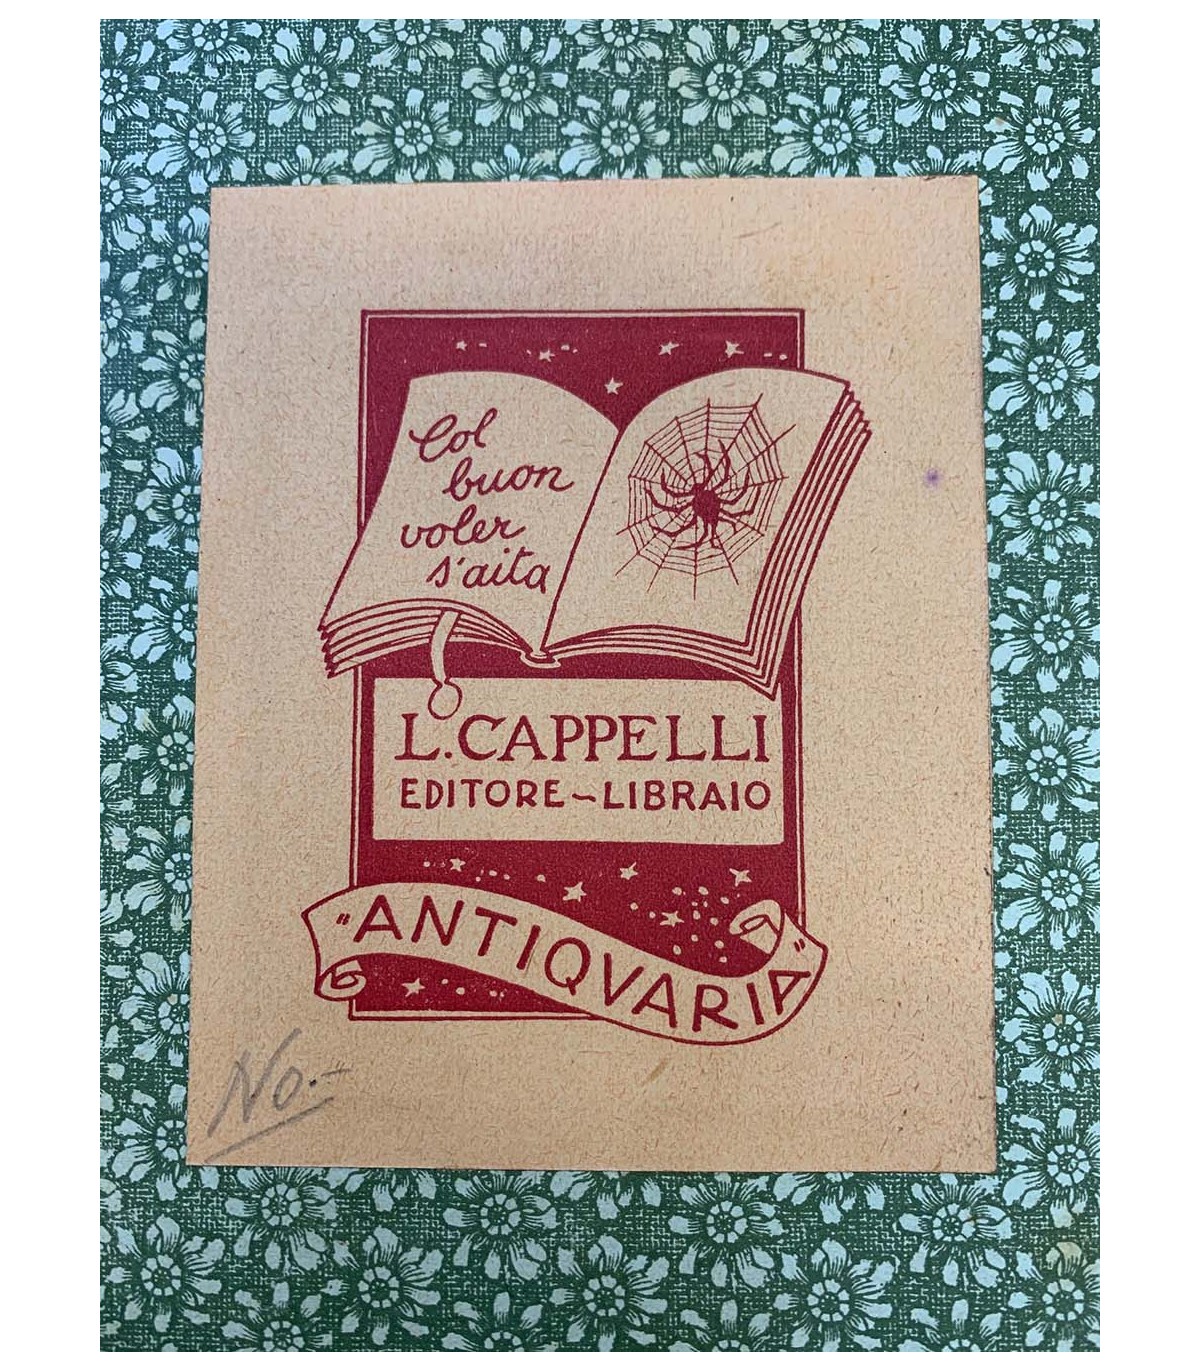 Col
buon
voler
s'aita
L. CAPPELLI
EDITORE~LIBRAIO
"ANTIQVARIA"
No.